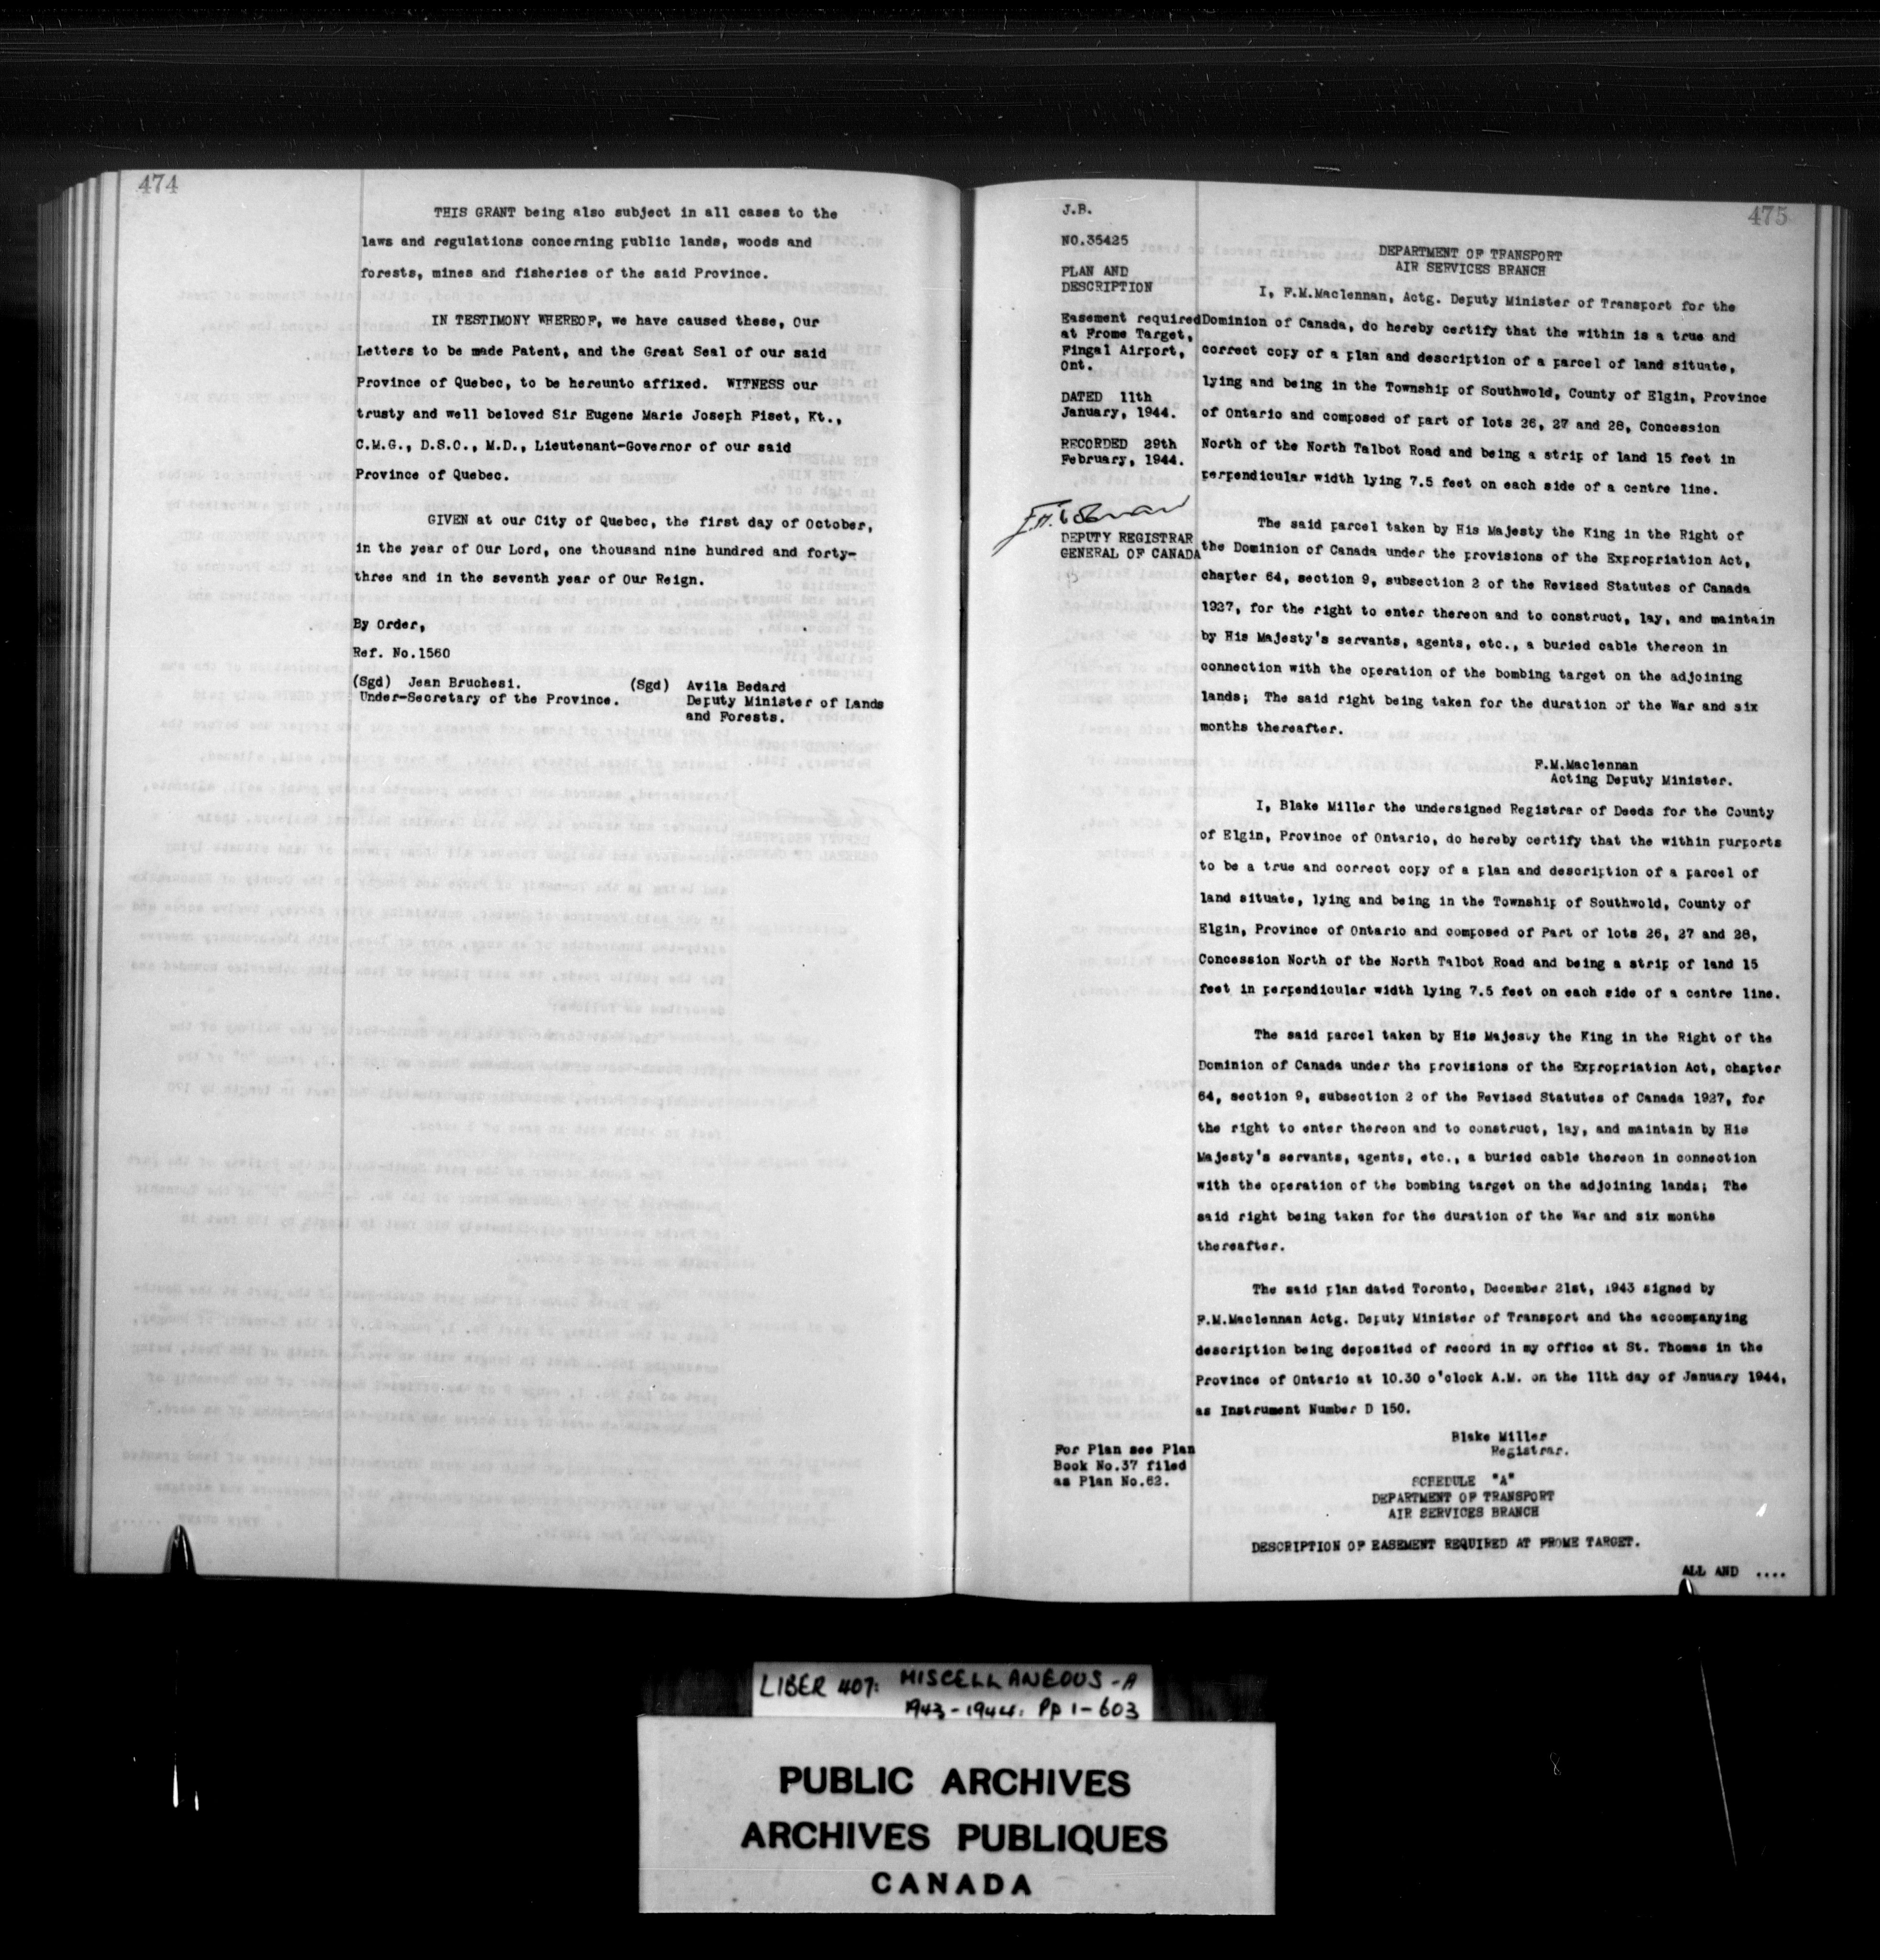 474
THIS GRANT being also subject in all cases to the
laws and regulations concerning public lands, woods and
forests, mines and fisheries of the said Province.
IN TESTIMONY WHEREOF, we have caused these, Our
Letters to be made Patent, and the Great Seal of our said
Province of Quebec, to be hereunto affixed. WITNESS our
trusty and well beloved Sir Eugene Marie Joseph Fiset, Kt.,
C.M.G., D.S.O., M.D., Lieutenant-Governor of our said
Province of Quebec.
GIVEN at our City of Quebec, the first day of October,
in the year of Our Lord, one thousand nine hundred and forty-
three and in the seventh year of Our Reign.
By Order,
Ref. No.1560
(Sgd) Jean Bruchesi.
Under-Secretary of the Province.
(Sgd) Avila Bedard
Deputy Minister of Lands
and Forests.
475
J.B.
NO.35425
PLAN AND
DESCRIPTION
Easement required
at Frome Target,
Fingal Airport,
Ont.
DATED 11th
January, 1944.
RECORDED 29th
February, 1944.
DEPUTY REGISTRAR
GENERAL OF CANADA
DEPARTMENT OF TRANSPORT
AIR SERVICES BRANCH
I, F.M.Maclennan, Actg. Deputy Minister of Transport for the
Dominion of Canada, do hereby certify that the within is a true and
correct copy of a plan and description of a parcel of land situate,
lying and being in the Township of Southwold, County of Elgin, Province
of Ontario and composed of part of lots 26, 27 and 28, Concession
North of the North Talbot Road and being a strip of land 15 feet in
perpendicular width lying 7.5 feet on each side of a centre line.
The said parcel taken by His Majesty the King in the Right of
the Dominion of Canada under the provisions of the Expropriation Act,
chapter 64, section 9, subsection 2 of the Revised Statutes of Canada
1927, for the right to enter thereon and to construct, lay, and maintain
by His Majesty's servants, agents, etc., a buried cable thereon in
connection with the operation of the bombing target on the adjoining
lands; The said right being taken for the duration of the War and six
months thereafter.
F.M.Maclennan
Acting Deputy Minister.
I, Blake Miller the undersigned Registrar of Deeds for the County
of Elgin, Province of Ontario, do hereby certify that the within purports
to be a true and correct copy of a plan and description of a parcel of
land situate, lying and being in the Township of Southwold, County of
Elgin, Province of Ontario and composed of Part of lots 26, 27 and 28,
Concession North of the North Talbot Road and being a strip of land 15
feet in perpendicular width lying 7.5 feet on each side of a centre line.
The said parcel taken by His Majesty the King in the Right of the
Dominion of Canada under the provisions of the Expropriation Act, chapter
64, section 9, subsection 2 of the Revised Statutes of Canada 1927, for
the right to enter thereon and to construct, lay, and maintain by His
Majesty's servants, agents, etc., a buried cable thereon in connection
with the operation of the bombing target on the adjoining lands; The
said right being taken for the duration of the War and six months
thereafter.
The said plan dated Toronto, December 21st, 1943 signed by
F.M.Maclennan Actg. Deputy Minister of Transport and the accompanying
description being deposited of record in my office at St. Thomas in the
Province of Ontario at 10.30 o'clock A.M. on the 11th day of January 1944,
as Instrument Number D 150.
Blake Miller
Registrar.
For Plan see Plan
Book No.37 filed
as Plan No.62.
SCHEDULE "A"
DEPARTMENT OF TRANSPORT
AIR SERVICES BRANCH
DESCRIPTION OF EASEMENT REQUIRED AT FROME TARGET.
ALL AND ....
LIBER 407: MISCELLANEOUS-A
1943-1944: Pp 1-603
PUBLIC ARCHIVES
ARCHIVES PUBLIQUES
CANADA